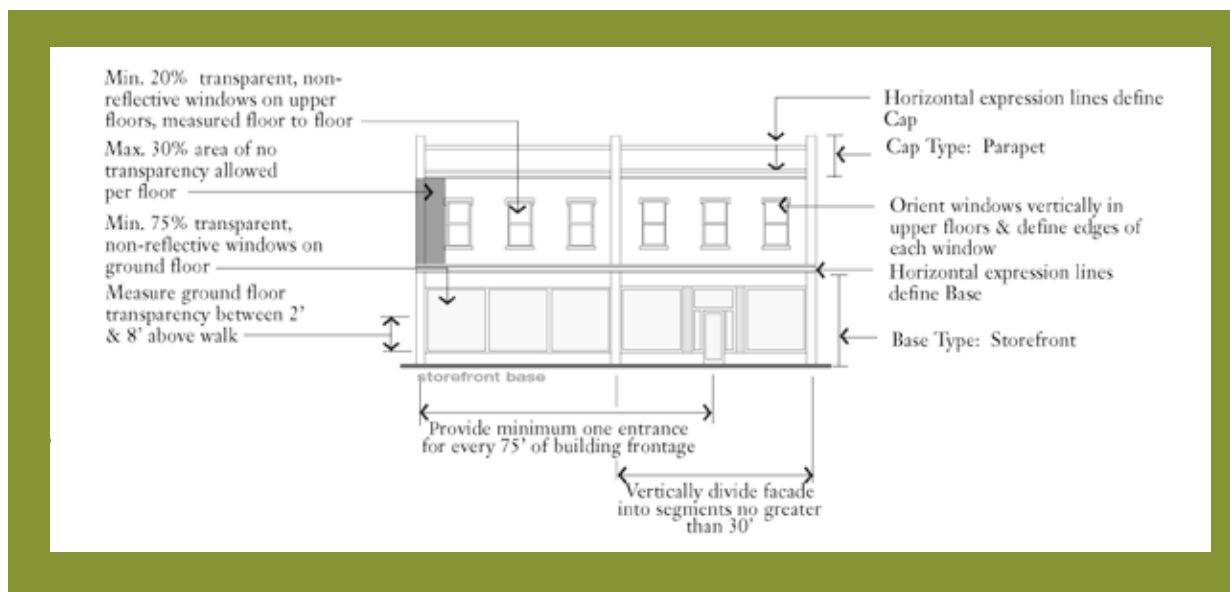 Min. 20% transparent, non-
reflective windows on upper
floors, measured floor to floor
Max. 30% area of no
transparency allowed
per floor
Min. 75% transparent,
non-reflective windows on
ground floor
Measure ground floor
transparency between 2'
& 8' above walk
Horizontal expression lines define
Cap
Cap Type: Parapet
Orient windows vertically in
upper floors & define edges of
each window
Horizontal expression lines
define Base
Base Type: Storefront
storefront base
Provide minimum one entrance
for every 75' of building frontage
Vertically divide facade
into segments no greater
than 30'